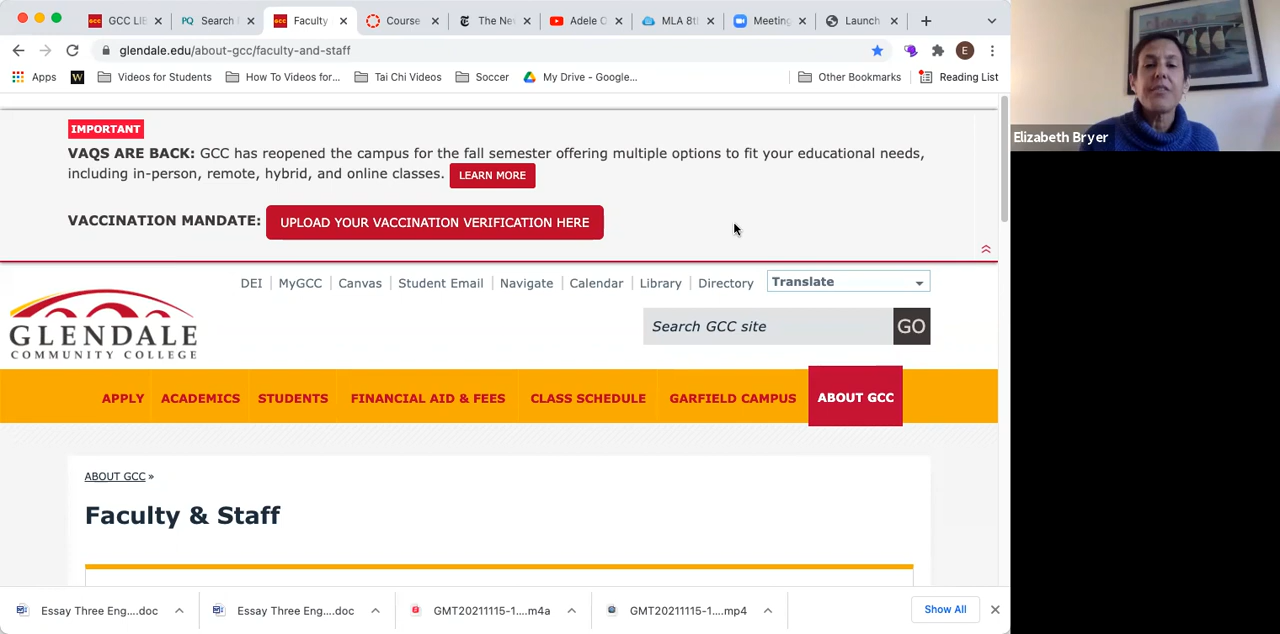 GCC LIB
Search
Faculty
Course
The Ne
Adele C
MLA 8t
Meeting
Launch
glendale.edu/about-gcc/faculty-and-staff
E
Apps
W
Videos for Students
How To Videos for...
Tai Chi Videos
Soccer
My Drive - Google...
Other Bookmarks
Reading List
Elizabeth Bryer
IMPORTANT
VAQS ARE BACK: GCC has reopened the campus for the fall semester offering multiple options to fit your educational needs,
including in-person, remote, hybrid, and online classes. LEARN MORE
VACCINATION MANDATE: UPLOAD YOUR VACCINATION VERIFICATION HERE
DEI | MyGCC | Canvas | Student Email | Navigate | Calendar | Library | Directory
Translate
GLENDALE
COMMUNITY COLLEGE
Search GCC site GO
APPLY ACADEMICS STUDENTS FINANCIAL AID & FEES CLASS SCHEDULE GARFIELD CAMPUS ABOUT GCC
ABOUT GCC »
Faculty & Staff
Essay Three Eng....doc
Essay Three Eng....doc
GMT20211115-1....m4a
GMT20211115-1....mp4
Show All